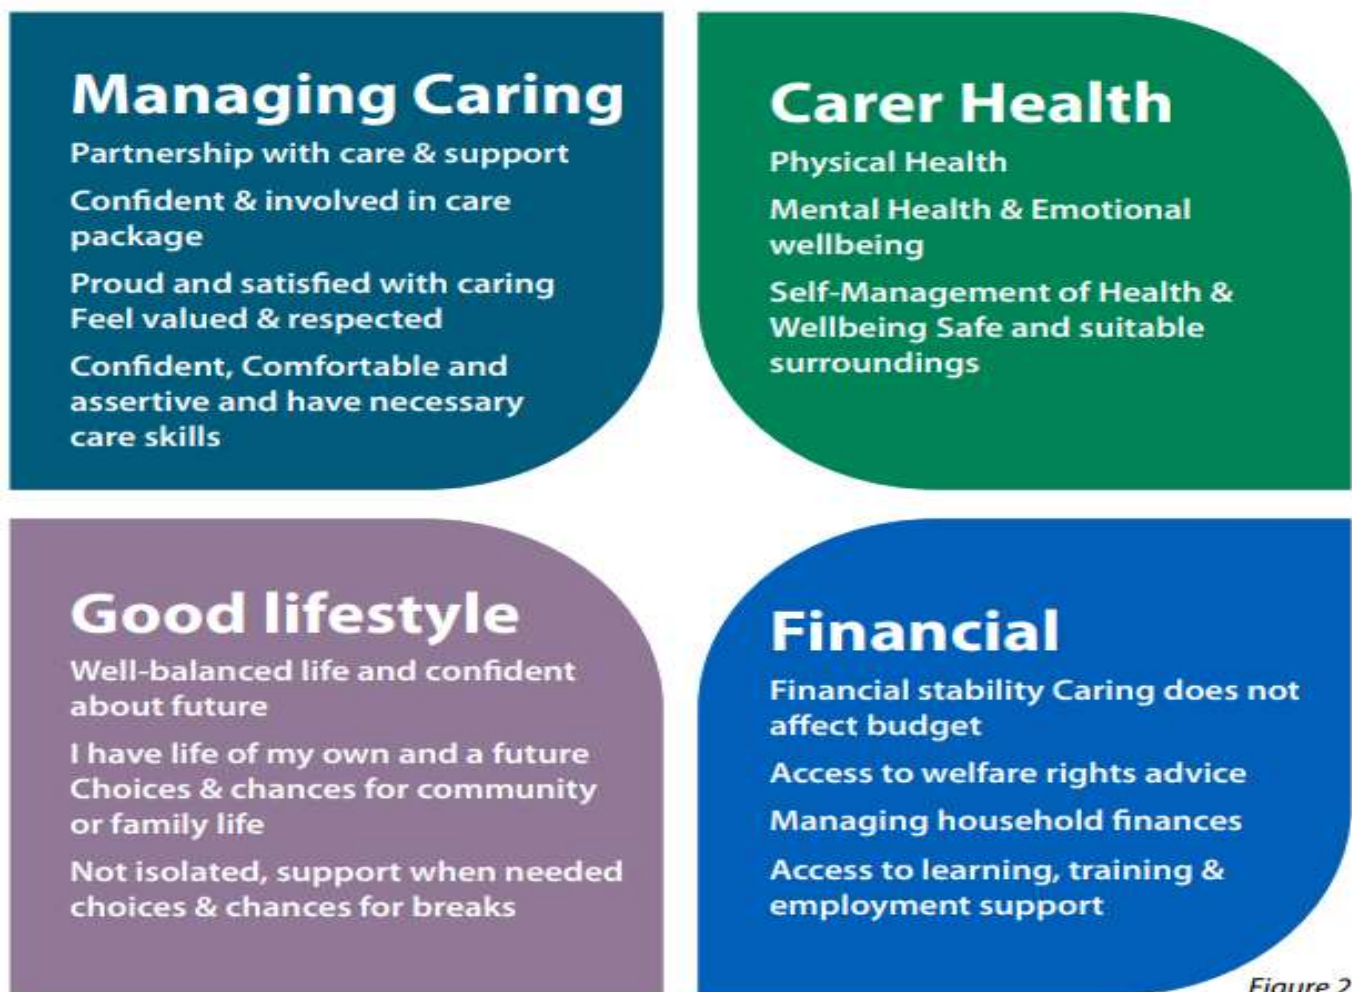 Managing Caring
Partnership with care & support
Confident & involved in care
package
Proud and satisfied with caring
Feel valued & respected
Confident, Comfortable and
assertive and have necessary
care skills
Carer Health
Physical Health
Mental Health & Emotional
wellbeing
Self-Management of Health &
Wellbeing Safe and suitable
surroundings
Good lifestyle
Well-balanced life and confident
about future
I have life of my own and a future
Choices & chances for community
or family life
Not isolated, support when needed
choices & chances for breaks
Financial
Financial stability Caring does not
affect budget
Access to welfare rights advice
Managing household finances
Access to learning, training &
employment support
Figure 2